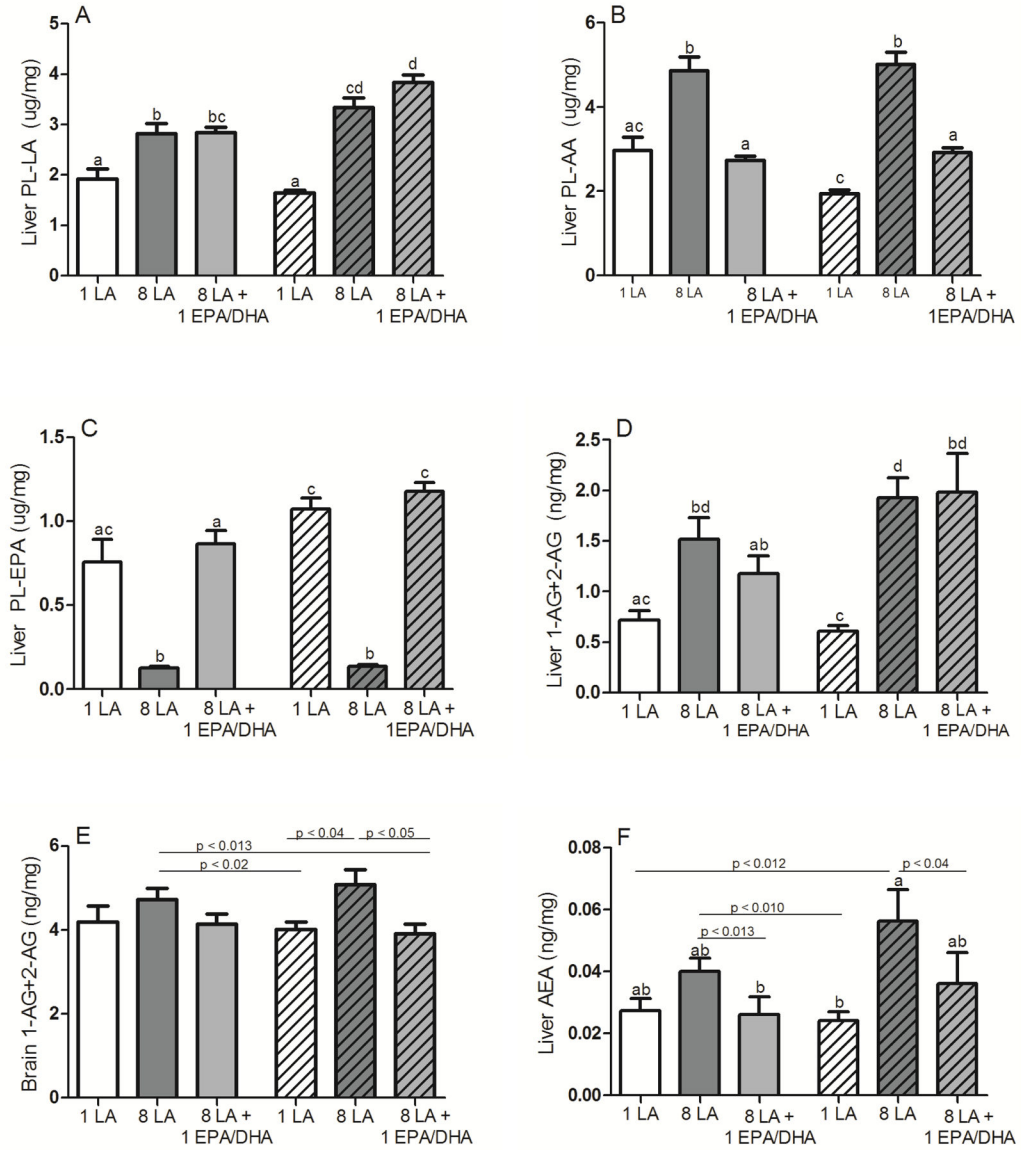 A
Liver PL-LA (ug/mg)
5
4
3
2
1
0
a
b
bc
a
cd
d
1 LA
8 LA
8 LA +
1 EPA/DHA
1 LA
8 LA
8 LA +
1 EPA/DHA
B
Liver PL-AA (ug/mg)
6
4
2
0
ac
b
a
c
b
a
1 LA
8 LA
8 LA +
1 EPA/DHA
1 LA
8 LA
8 LA +
1EPA/DHA
C
Liver PL-EPA (ug/mg)
1.5
1.0
0.5
0.0
ac
b
a
c
b
c
1 LA
8 LA
8 LA +
1 EPA/DHA
1 LA
8 LA
8 LA +
1EPA/DHA
D
Liver 1-AG+2-AG (ng/mg)
2.5
2.0
1.5
1.0
0.5
0.0
ac
bd
ab
c
d
bd
1 LA
8 LA
8 LA +
1 EPA/DHA
1 LA
8 LA
8 LA +
1 EPA/DHA
E
Brain 1-AG+2-AG (ng/mg)
6
4
2
0
p < 0.04
p < 0.05
p < 0.013
p < 0.02
1 LA
8 LA
8 LA +
1 EPA/DHA
1 LA
8 LA
8 LA +
1 EPA/DHA
F
Liver AEA (ng/mg)
0.08
0.06
0.04
0.02
0.00
p < 0.012
p < 0.04
p < 0.010
p < 0.013
ab
ab
b
b
a
ab
1 LA
8 LA
8 LA +
1 EPA/DHA
1 LA
8 LA
8 LA +
1 EPA/DHA